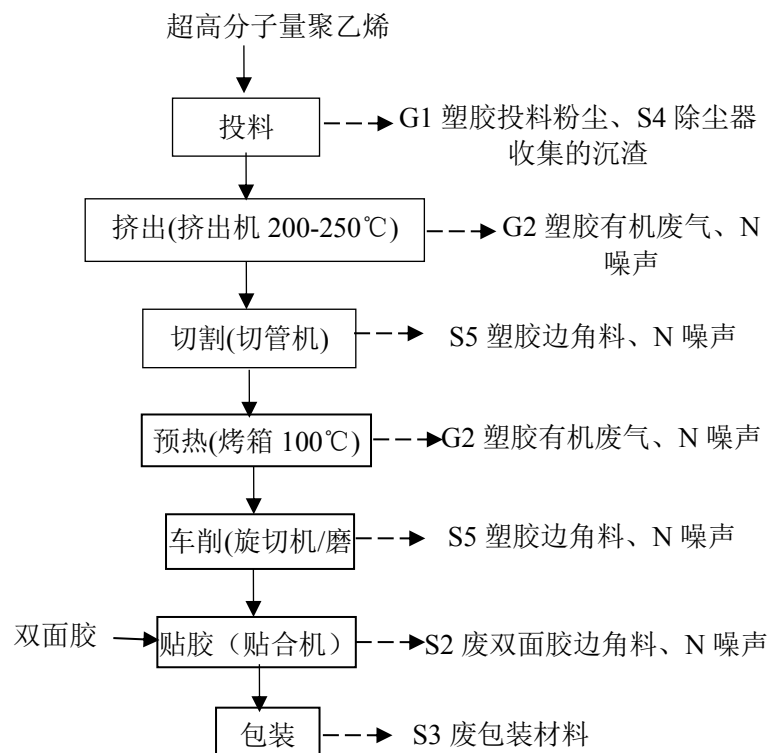 超高分子量聚乙烯
投料
G1 塑胶投料粉尘、S4 除尘器
收集的沉渣
挤出(挤出机 200-250℃)
G2 塑胶有机废气、N
噪声
切割(切管机)
S5 塑胶边角料、N 噪声
预热(烤箱 100℃)
G2 塑胶有机废气、N 噪声
车削(旋切机/磨
S5 塑胶边角料、N 噪声
双面胶
贴胶（贴合机）
S2 废双面胶边角料、N 噪声
包装
S3 废包装材料